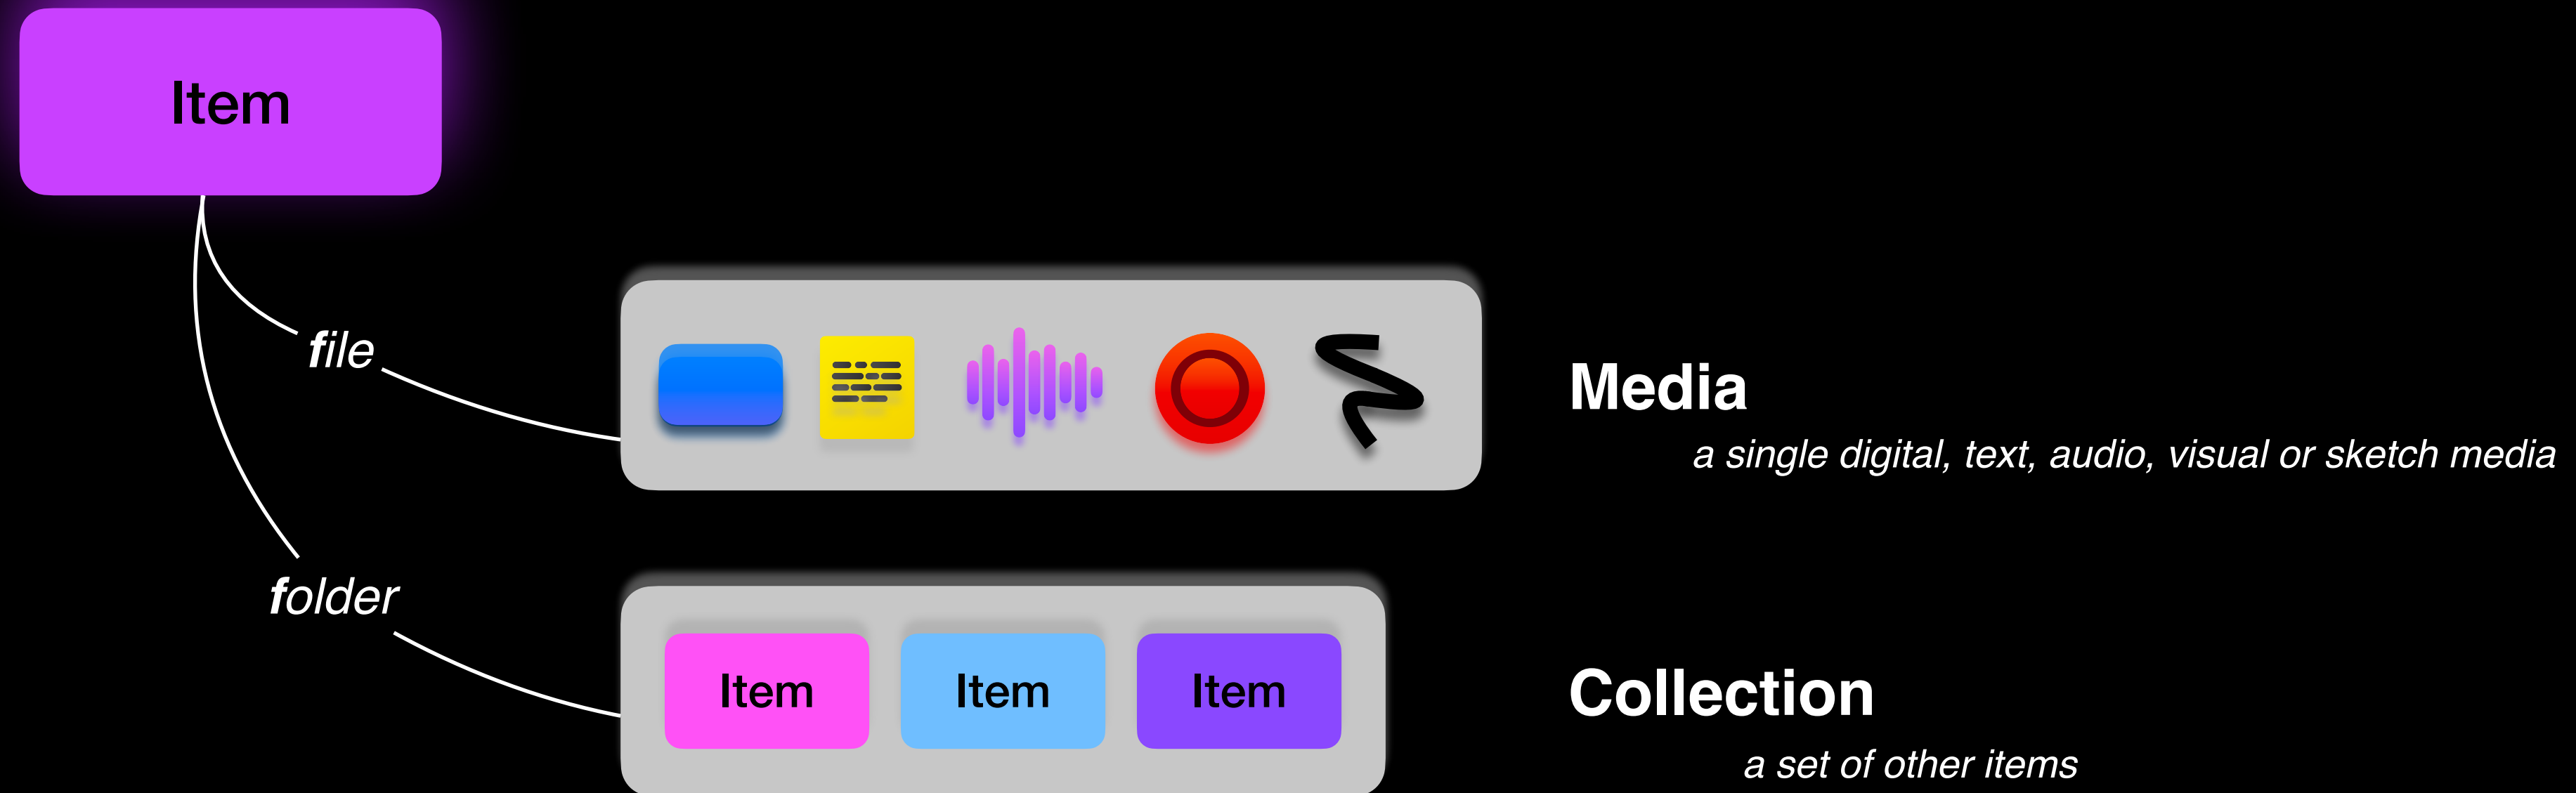 Item
file
Media
a single digital, text, audio, visual or sketch media
folder
Item Item Item
Collection
a set of other items